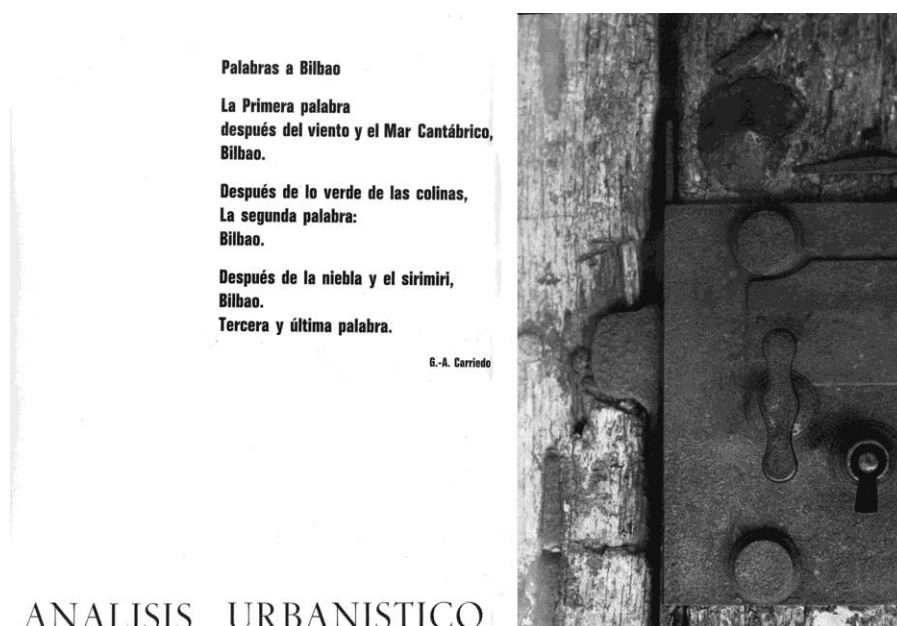 Palabras a Bilbao
La Primera palabra
después del viento y el Mar Cantábrico,
Bilbao.
Después de lo verde de las colinas,
La segunda palabra:
Bilbao.
Después de la niebla y el sirimiri,
Bilbao.
Tercera y última palabra.
G.-A. Carriedo
ANALISIS URBANISTICO